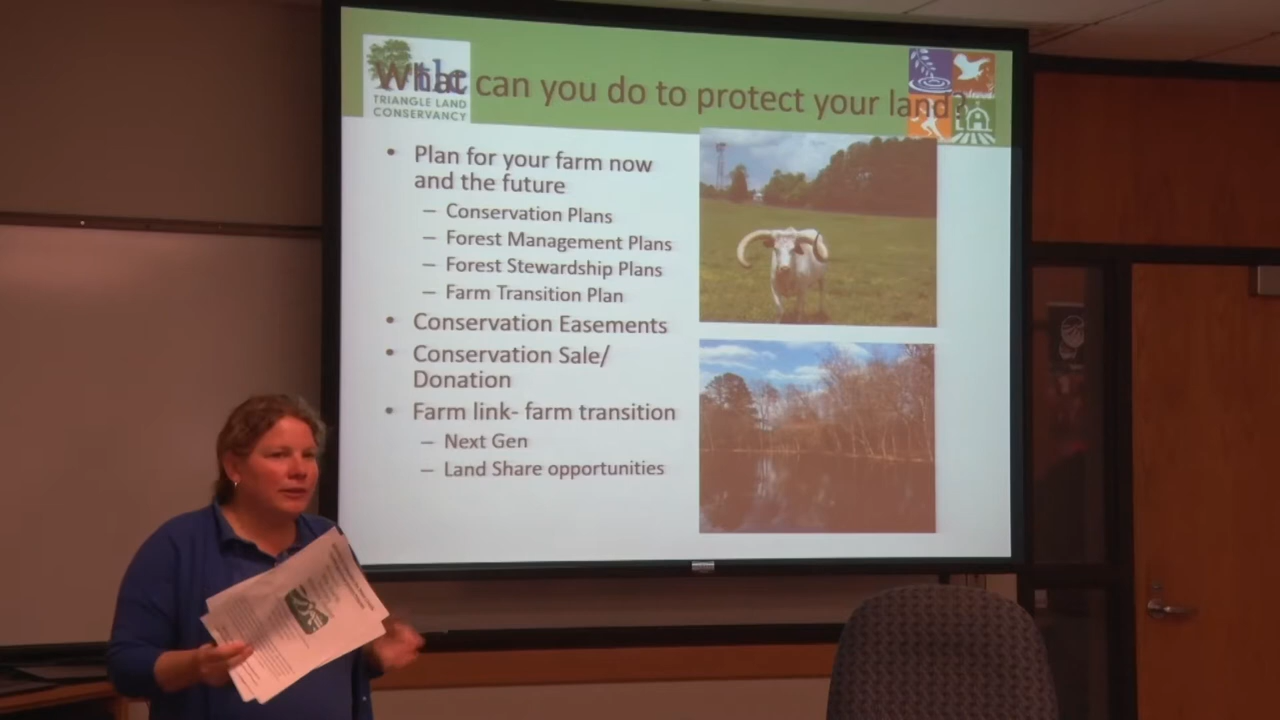 What can you do to protect your land?
tlc
TRIANGLE LAND
CONSERVANCY
• Plan for your farm now
and the future
– Conservation Plans
– Forest Management Plans
– Forest Stewardship Plans
– Farm Transition Plan
• Conservation Easements
• Conservation Sale/
Donation
• Farm link- farm transition
– Next Gen
– Land Share opportunities